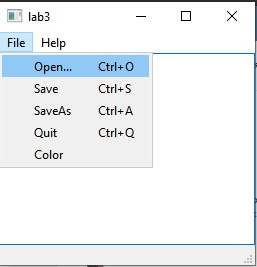 lab3
File Help
Open... Ctrl+O
Save Ctrl+S
SaveAs Ctrl+A
Quit Ctrl+Q
Color